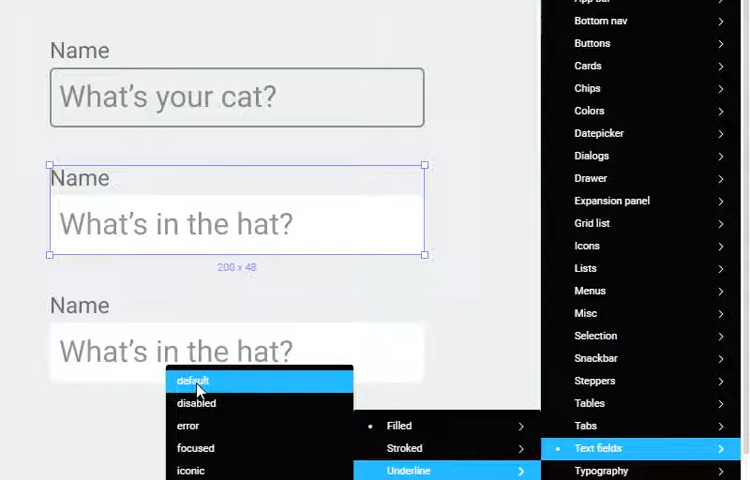 App bar
Bottom nav
Buttons
Cards
Chips
Colors
Datepicker
Dialogs
Drawer
Expansion panel
Grid list
Icons
Lists
Menus
Misc
Selection
Snackbar
Steppers
Tables
Tabs
Text fields
Typography
Name
What's your cat?
Name
What's in the hat?
200 x 48
Name
What's in the hat?
default
disabled
error
focused
iconic
Filled
Stroked
Underline